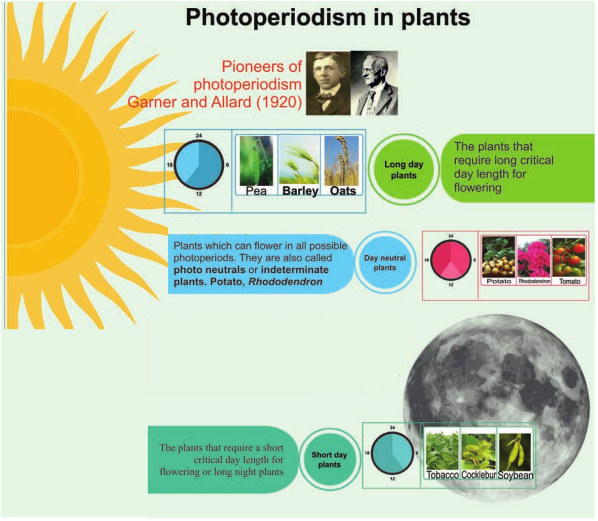 Photoperiodism in plants
Pioneers of
photoperiodism
Garner and Allard (1920)
24
18
6
12
Pea
Barley
Oats
Long day
plants
The plants that
require long critical
day length for
flowering
Plants which can flower in all possible
photoperiods. They are also called
photo neutrals or indeterminate
plants. Potato, Rhododendron
Day neutral
plants
24
18
6
12
Potato
Rhododendron
Tomato
The plants that require a short
critical day length for
flowering or long night plants
Short day
plants
24
18
6
12
Tobacco
Cocklebur
Soybean